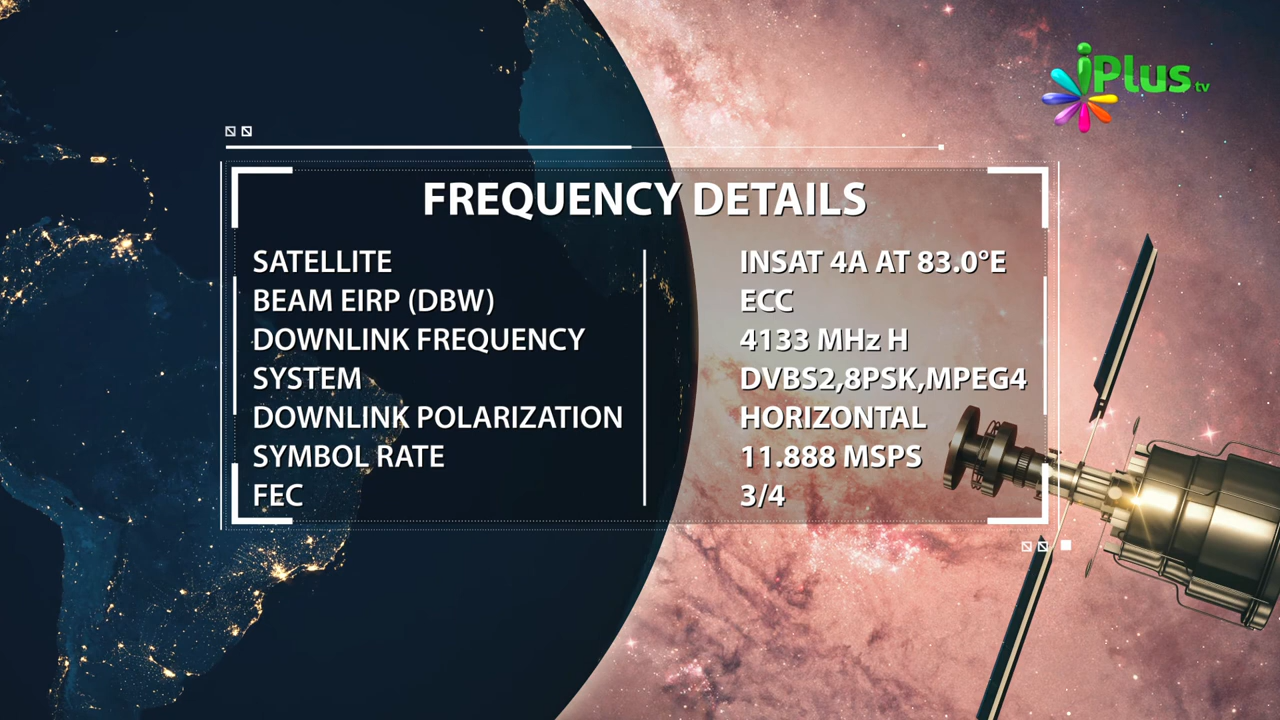 iPlus tv
FREQUENCY DETAILS
SATELLITE INSAT 4A AT 83.0°E
BEAM EIRP (DBW) ECC
DOWNLINK FREQUENCY 4133 MHz H
SYSTEM DVBS2,8PSK,MPEG4
DOWNLINK POLARIZATION HORIZONTAL
SYMBOL RATE 11.888 MSPS
FEC 3/4